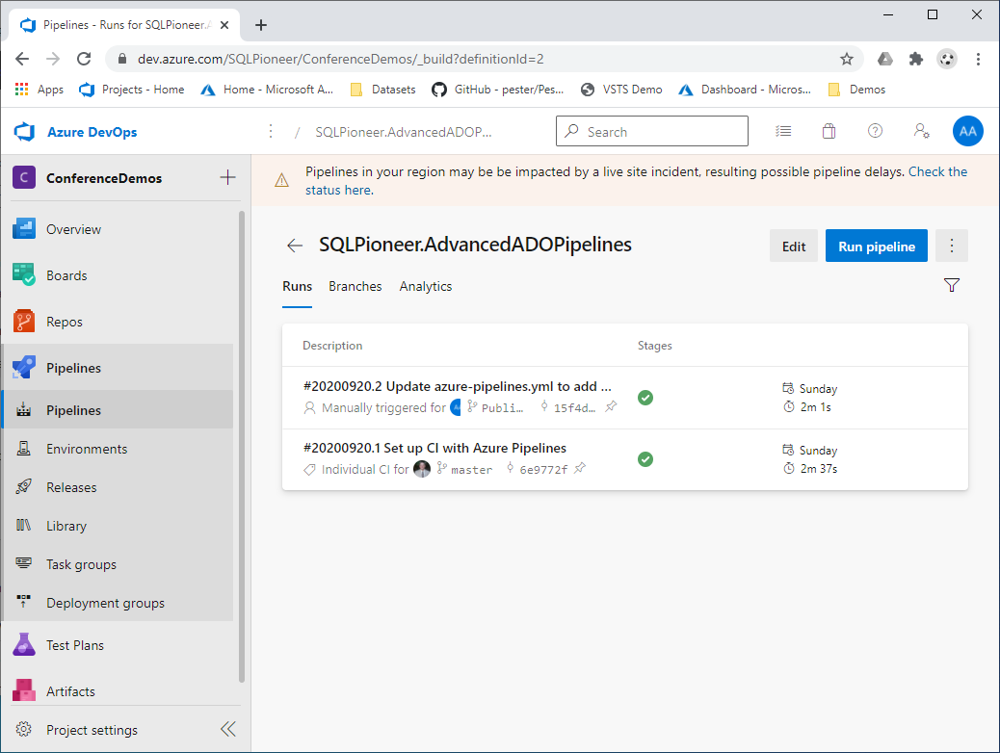 Pipelines - Runs for SQLPioneer.A
dev.azure.com/SQLPioneer/ConferenceDemos/_build?definitionId=2
Apps Projects - Home Home - Microsoft A... Datasets GitHub - pester/Pes... VSTS Demo Dashboard - Micros... Demos
Azure DevOps / SQLPioneer.AdvancedADOP... Search AA
C ConferenceDemos
Overview
Boards
Repos
Pipelines
Pipelines
Environments
Releases
Library
Task groups
Deployment groups
Test Plans
Artifacts
Project settings
Pipelines in your region may be be impacted by a live site incident, resulting possible pipeline delays. Check the
status here.
SQLPioneer.AdvancedADOPipelines Edit Run pipeline
Runs Branches Analytics
Description Stages
#20200920.2 Update azure-pipelines.yml to add ... Sunday
Manually triggered for Publi... 15f4d... 2m 1s
#20200920.1 Set up CI with Azure Pipelines Sunday
Individual CI for master 6e9772f 2m 37s